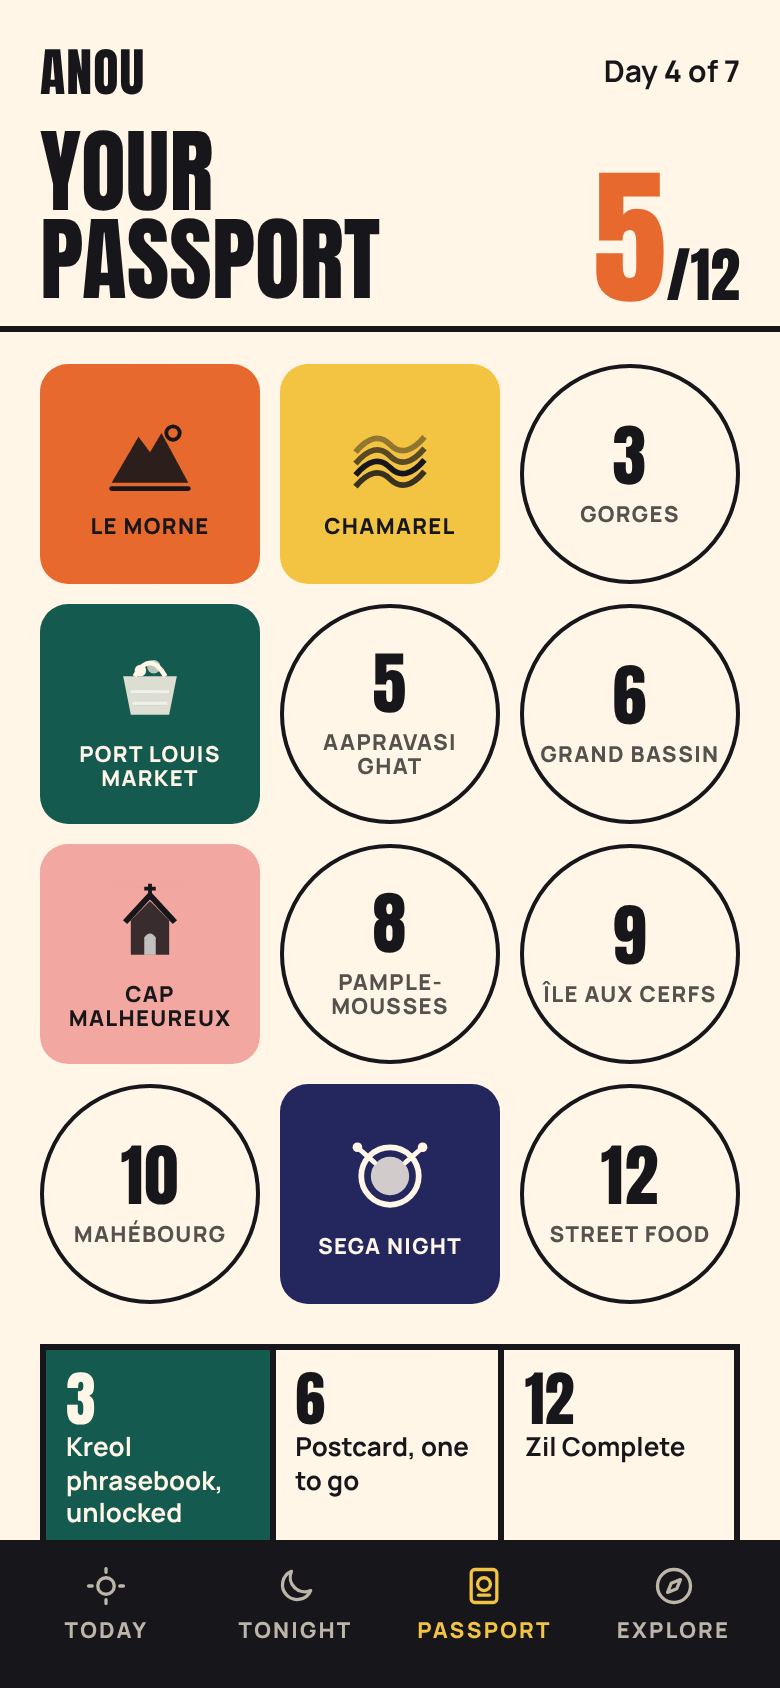 ANOU
Day 4 of 7
YOUR
PASSPORT
5/12
LE MORNE
CHAMAREL
3
GORGES
PORT LOUIS
MARKET
5
AAPRAVASI
GHAT
6
GRAND BASSIN
CAP
MALHEUREUX
8
PAMPLE-
MOUSSES
9
ÎLE AUX CERFS
10
MAHÉBOURG
SEGA NIGHT
12
STREET FOOD
3
Kreol
phrasebook,
unlocked
6
Postcard, one
to go
12
Zil Complete
TODAY
TONIGHT
PASSPORT
EXPLORE